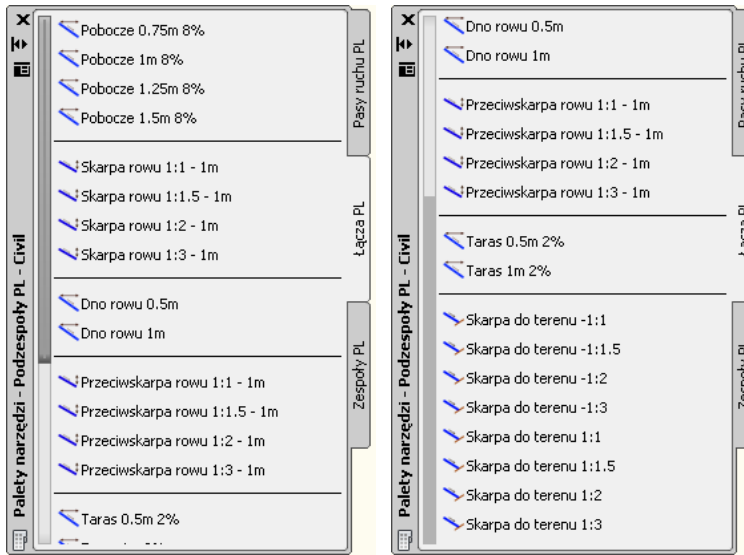 Pobocze 0.75m 8%
Pobocze 1m 8%
Pobocze 1.25m 8%
Pobocze 1.5m 8%
Skarpa rowu 1:1 - 1m
Skarpa rowu 1:1.5 - 1m
Skarpa rowu 1:2 - 1m
Skarpa rowu 1:3 - 1m
Dno rowu 0.5m
Dno rowu 1m
Przeciwskarpa rowu 1:1 - 1m
Przeciwskarpa rowu 1:1.5 - 1m
Przeciwskarpa rowu 1:2 - 1m
Przeciwskarpa rowu 1:3 - 1m
Taras 0.5m 2%
Pasy ruchu PL
Łącza PL
Zespoły PL
Palety narzędzi - Podzespoły PL - Civil
Dno rowu 0.5m
Dno rowu 1m
Przeciwskarpa rowu 1:1 - 1m
Przeciwskarpa rowu 1:1.5 - 1m
Przeciwskarpa rowu 1:2 - 1m
Przeciwskarpa rowu 1:3 - 1m
Taras 0.5m 2%
Taras 1m 2%
Skarpa do terenu -1:1
Skarpa do terenu -1:1.5
Skarpa do terenu -1:2
Skarpa do terenu -1:3
Skarpa do terenu 1:1
Skarpa do terenu 1:1.5
Skarpa do terenu 1:2
Skarpa do terenu 1:3
Pasy ruchu PL
Łącza PL
Zespoły PL
Palety narzędzi - Podzespoły PL - Civil